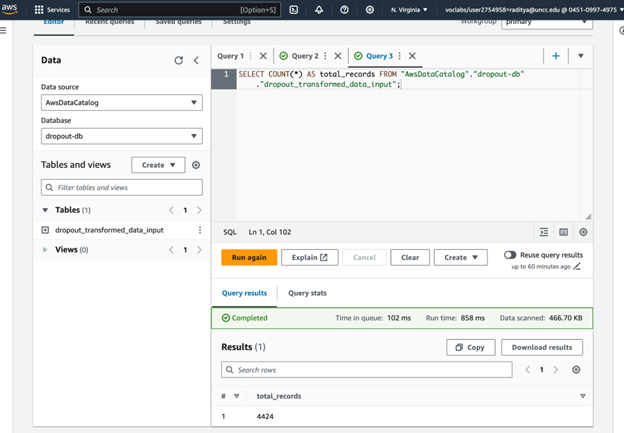 aws
Services
Search
[Option+S]
N. Virginia
voclabs/user2754958=raditya@uncc.edu @ 0451-0997-4975
Editor
Recent queries
Saved queries
Settings
Workgroup
primary
Data
Data source
AwsDataCatalog
Database
dropout-db
Tables and views
Create
Filter tables and views
Tables (1)
1
dropout_transformed_data_input
Views (0)
1
Query 1
Query 2
Query 3
1
SELECT COUNT(*) AS total_records FROM "AwsDataCatalog"."dropout-db"
."dropout_transformed_data_input";
SQL
Ln 1, Col 102
Run again
Explain
Cancel
Clear
Create
Reuse query results
up to 60 minutes ago
Query results
Query stats
Completed
Time in queue: 102 ms
Run time: 858 ms
Data scanned: 466.70 KB
Results (1)
Copy
Download results
Search rows
1
#
total_records
1
4424